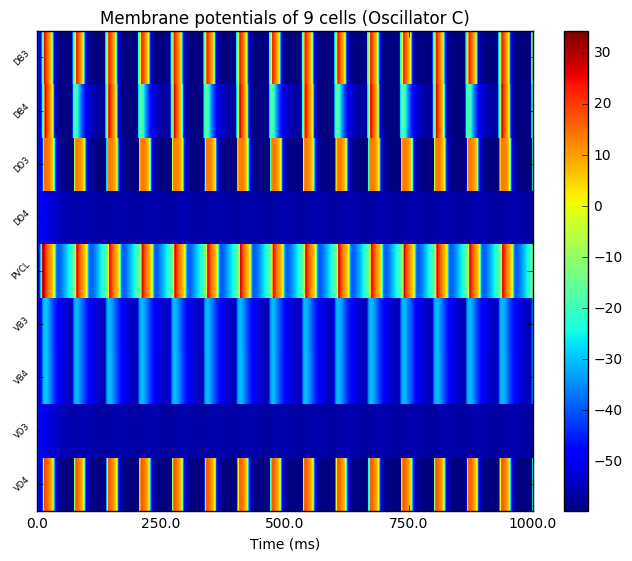 Membrane potentials of 9 cells (Oscillator C)
DB3
DB4
DD3
DD4
PVCL
VB3
VB4
VD3
VD4
0.0 250.0 500.0 750.0 1000.0
Time (ms)
30
20
10
0
−10
−20
−30
−40
−50